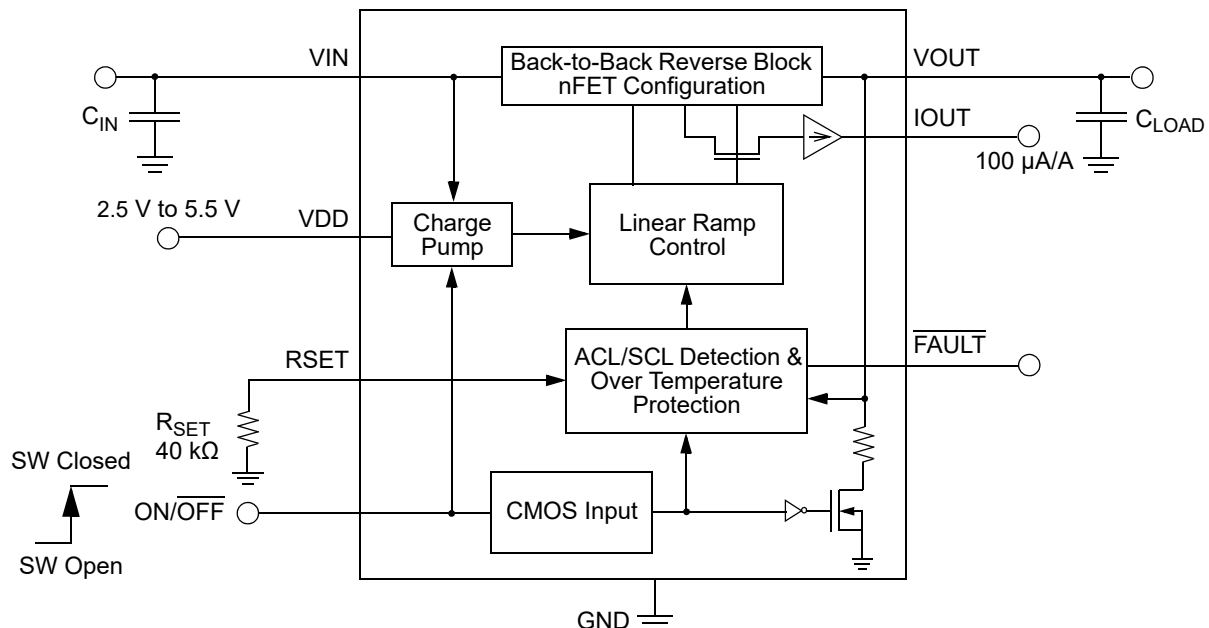 VIN
Back-to-Back Reverse Block
nFET Configuration
VOUT
C_IN
IOUT
C_LOAD
100 µA/A
2.5 V to 5.5 V
VDD
Charge
Pump
Linear Ramp
Control
RSET
ACL/SCL Detection &
Over Temperature
Protection
FAULT
R_SET
40 kΩ
SW Closed
ON/OFF
CMOS Input
SW Open
GND